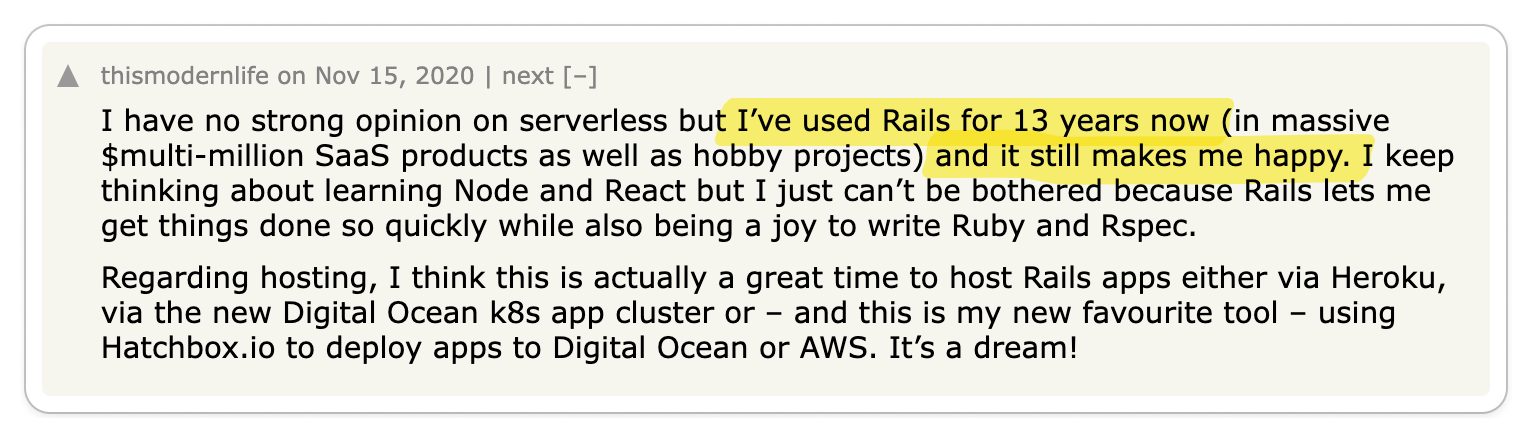 thismodernlife on Nov 15, 2020 | next [–]
I have no strong opinion on serverless but I’ve used Rails for 13 years now (in massive
$multi-million SaaS products as well as hobby projects) and it still makes me happy. I keep
thinking about learning Node and React but I just can’t be bothered because Rails lets me
get things done so quickly while also being a joy to write Ruby and Rspec.
Regarding hosting, I think this is actually a great time to host Rails apps either via Heroku,
via the new Digital Ocean k8s app cluster or – and this is my new favourite tool – using
Hatchbox.io to deploy apps to Digital Ocean or AWS. It’s a dream!